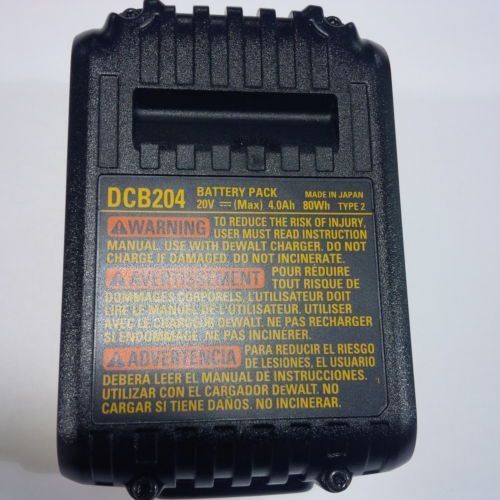 DCB204 BATTERY PACK MADE IN JAPAN
20V ⎓ (Max) 4.0Ah 80Wh TYPE 2
⚠WARNING TO REDUCE THE RISK OF INJURY,
USER MUST READ INSTRUCTION
MANUAL. USE WITH DEWALT CHARGER. DO NOT
CHARGE IF DAMAGED. DO NOT INCINERATE.
⚠AVERTISSEMENT POUR RÉDUIRE
TOUT RISQUE DE
DOMMAGES CORPORELS, L'UTILISATEUR DOIT
LIRE LE MANUEL DE L'UTILISATEUR. UTILISER
AVEC LE CHARGEUR DEWALT. NE PAS RECHARGER
SI ENDOMMAGE. NE PAS INCINÉRER.
⚠ADVERTENCIA PARA REDUCIR EL RIESGO
DE LESIONES, EL USUARIO
DEBERA LEER EL MANUAL DE INSTRUCCIONES.
UTILIZAR CON EL CARGADOR DEWALT. NO
CARGAR SI TIENE DAÑOS. NO INCINERAR.